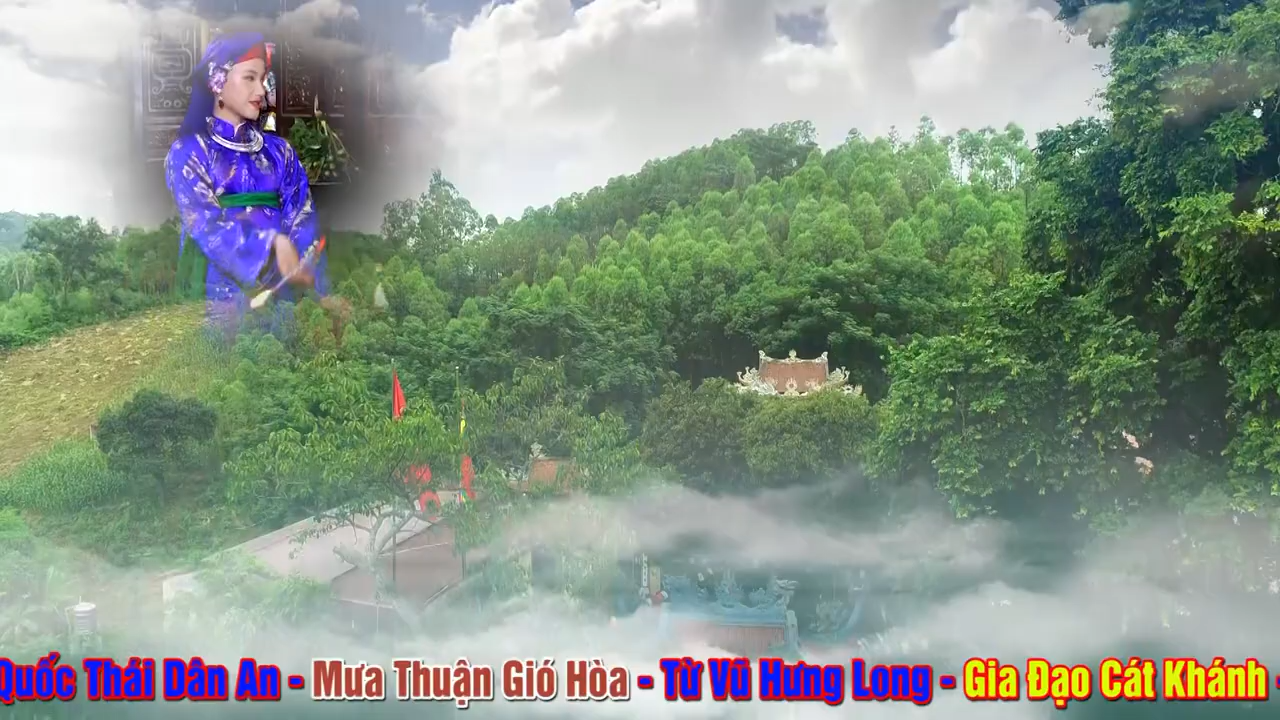 Quốc Thái Dân An - Mưa Thuận Gió Hòa - Từ Vũ Hưng Long - Gia Đạo Cát Khánh -